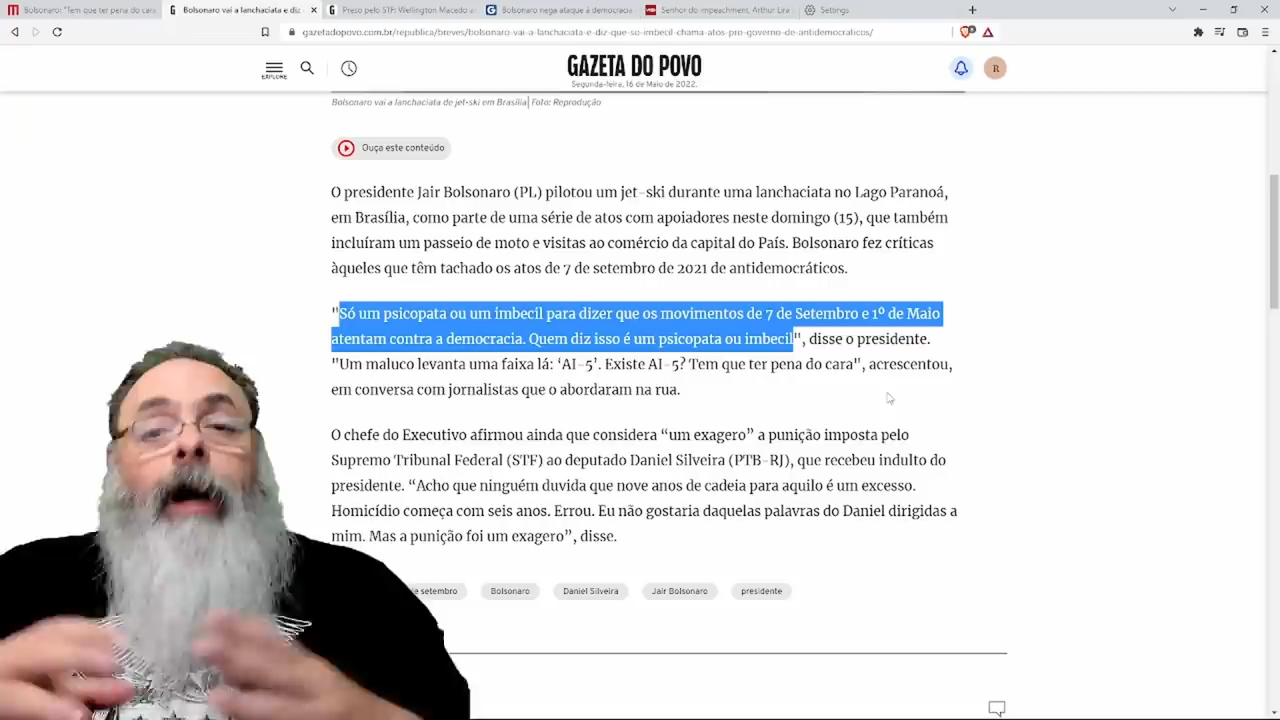 Bolsonaro: "Tem que ter pena do cara
Bolsonaro vai a lanchaciata e diz
Preso pelo STF: Wellington Macedo a
Bolsonaro nega ataque à democracia
Senhor do impeachment, Arthur Lira
Settings
gazetadopovo.com.br/republica/breves/bolsonaro-vai-a-lanchaciata-e-diz-que-so-imbecil-chama-atos-pro-governo-de-antidemocraticos/
EXPLORE
GAZETA DO POVO
Segunda-feira, 16 de Maio de 2022.
R
Bolsonaro vai a lanchaciata de jet-ski em Brasília| Foto: Reprodução
Ouça este conteúdo
O presidente Jair Bolsonaro (PL) pilotou um jet-ski durante uma lanchaciata no Lago Paranoá,
em Brasília, como parte de uma série de atos com apoiadores neste domingo (15), que também
incluíram um passeio de moto e visitas ao comércio da capital do País. Bolsonaro fez críticas
àqueles que têm tachado os atos de 7 de setembro de 2021 de antidemocráticos.
"Só um psicopata ou um imbecil para dizer que os movimentos de 7 de Setembro e 1º de Maio
atentam contra a democracia. Quem diz isso é um psicopata ou imbecil", disse o presidente.
"Um maluco levanta uma faixa lá: ‘AI-5’. Existe AI-5? Tem que ter pena do cara", acrescentou,
em conversa com jornalistas que o abordaram na rua.
O chefe do Executivo afirmou ainda que considera “um exagero” a punição imposta pelo
Supremo Tribunal Federal (STF) ao deputado Daniel Silveira (PTB-RJ), que recebeu indulto do
presidente. “Acho que ninguém duvida que nove anos de cadeia para aquilo é um excesso.
Homicídio começa com seis anos. Errou. Eu não gostaria daquelas palavras do Daniel dirigidas a
mim. Mas a punição foi um exagero”, disse.
setembro
Bolsonaro
Daniel Silveira
Jair Bolsonaro
presidente